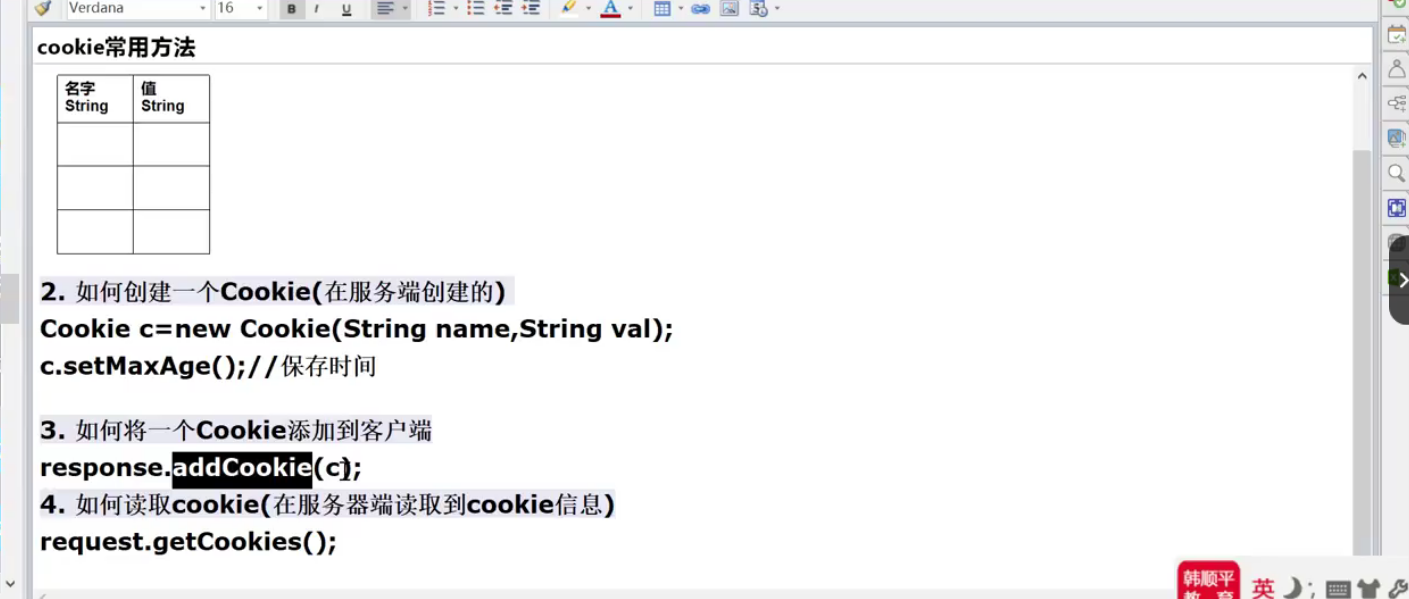 Verdana
16
B I U
A
cookie常用方法
名字 值
String String
2. 如何创建一个Cookie(在服务端创建的)
Cookie c=new Cookie(String name,String val);
c.setMaxAge();//保存时间
3. 如何将一个Cookie添加到客户端
response.addCookie(c);
4. 如何读取cookie(在服务器端读取到cookie信息)
request.getCookies();
韩顺平
教 育
英